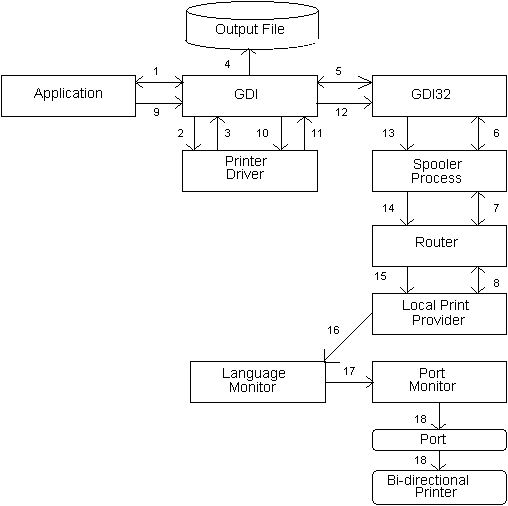 Output File
1
4
5
Application
GDI
GDI32
9
12
2
3
10
11
13
6
Printer
Driver
Spooler
Process
14
7
Router
15
8
Local Print
Provider
16
Language
Monitor
17
Port
Monitor
18
Port
18
Bi-directional
Printer